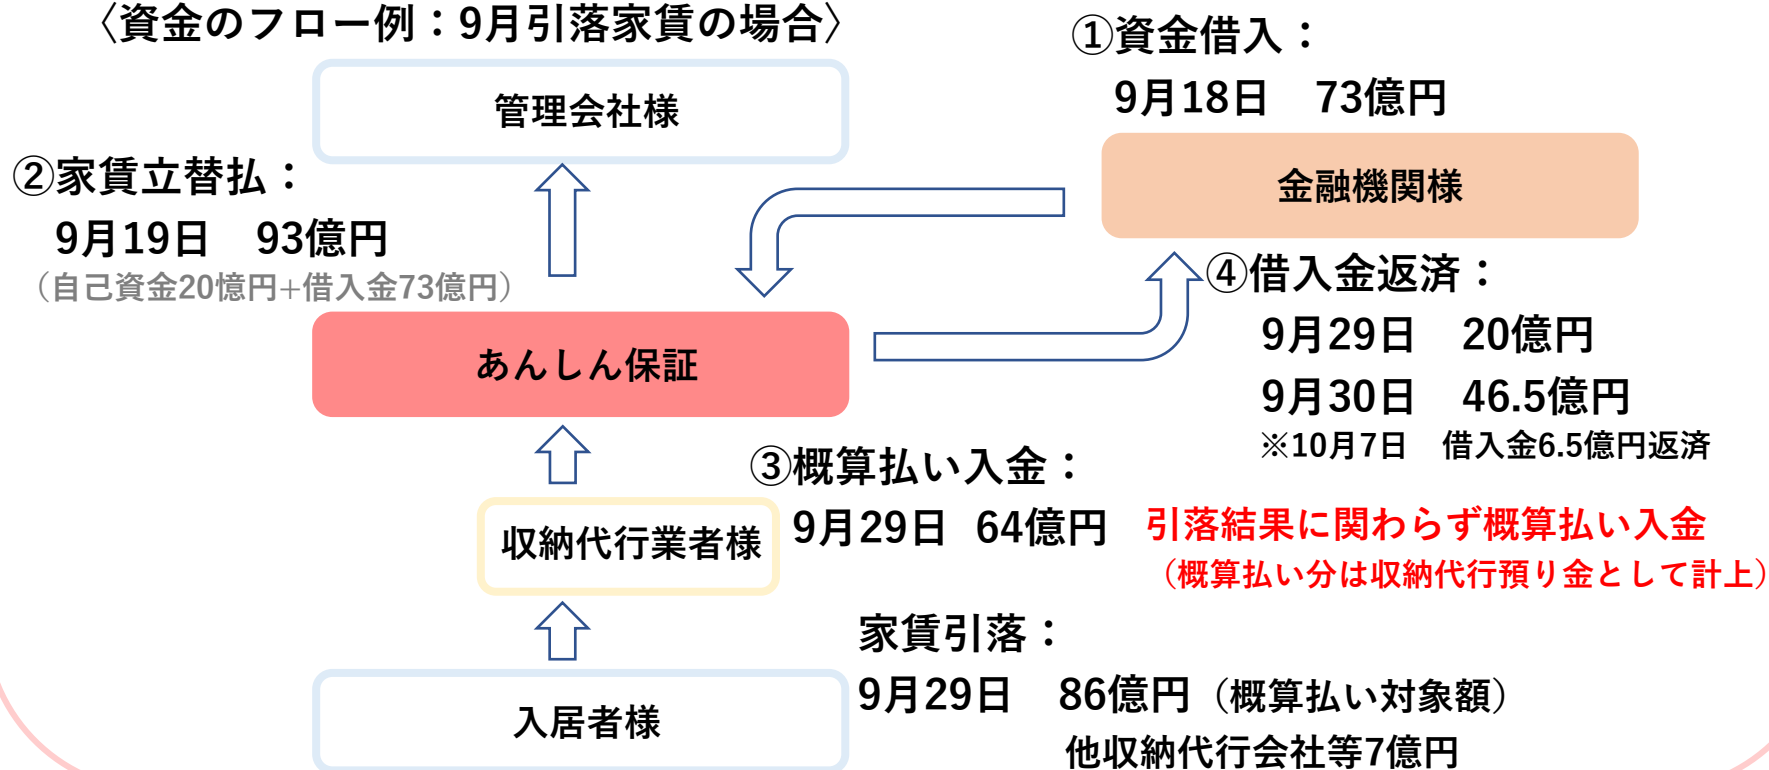 〈資金のフロー例：9月引落家賃の場合〉
①資金借入：
9月18日　73億円
管理会社様
金融機関様
②家賃立替払：
9月19日　93億円
（自己資金20憶円+借入金73億円）
あんしん保証
④借入金返済：
9月29日　20億円
9月30日　46.5億円
※10月7日　借入金6.5億円返済
③概算払い入金：
9月29日　64億円　引落結果に関わらず概算払い入金
（概算払い分は収納代行預り金として計上）
収納代行業者様
家賃引落：
9月29日　86億円（概算払い対象額）
他収納代行会社等7億円
入居者様